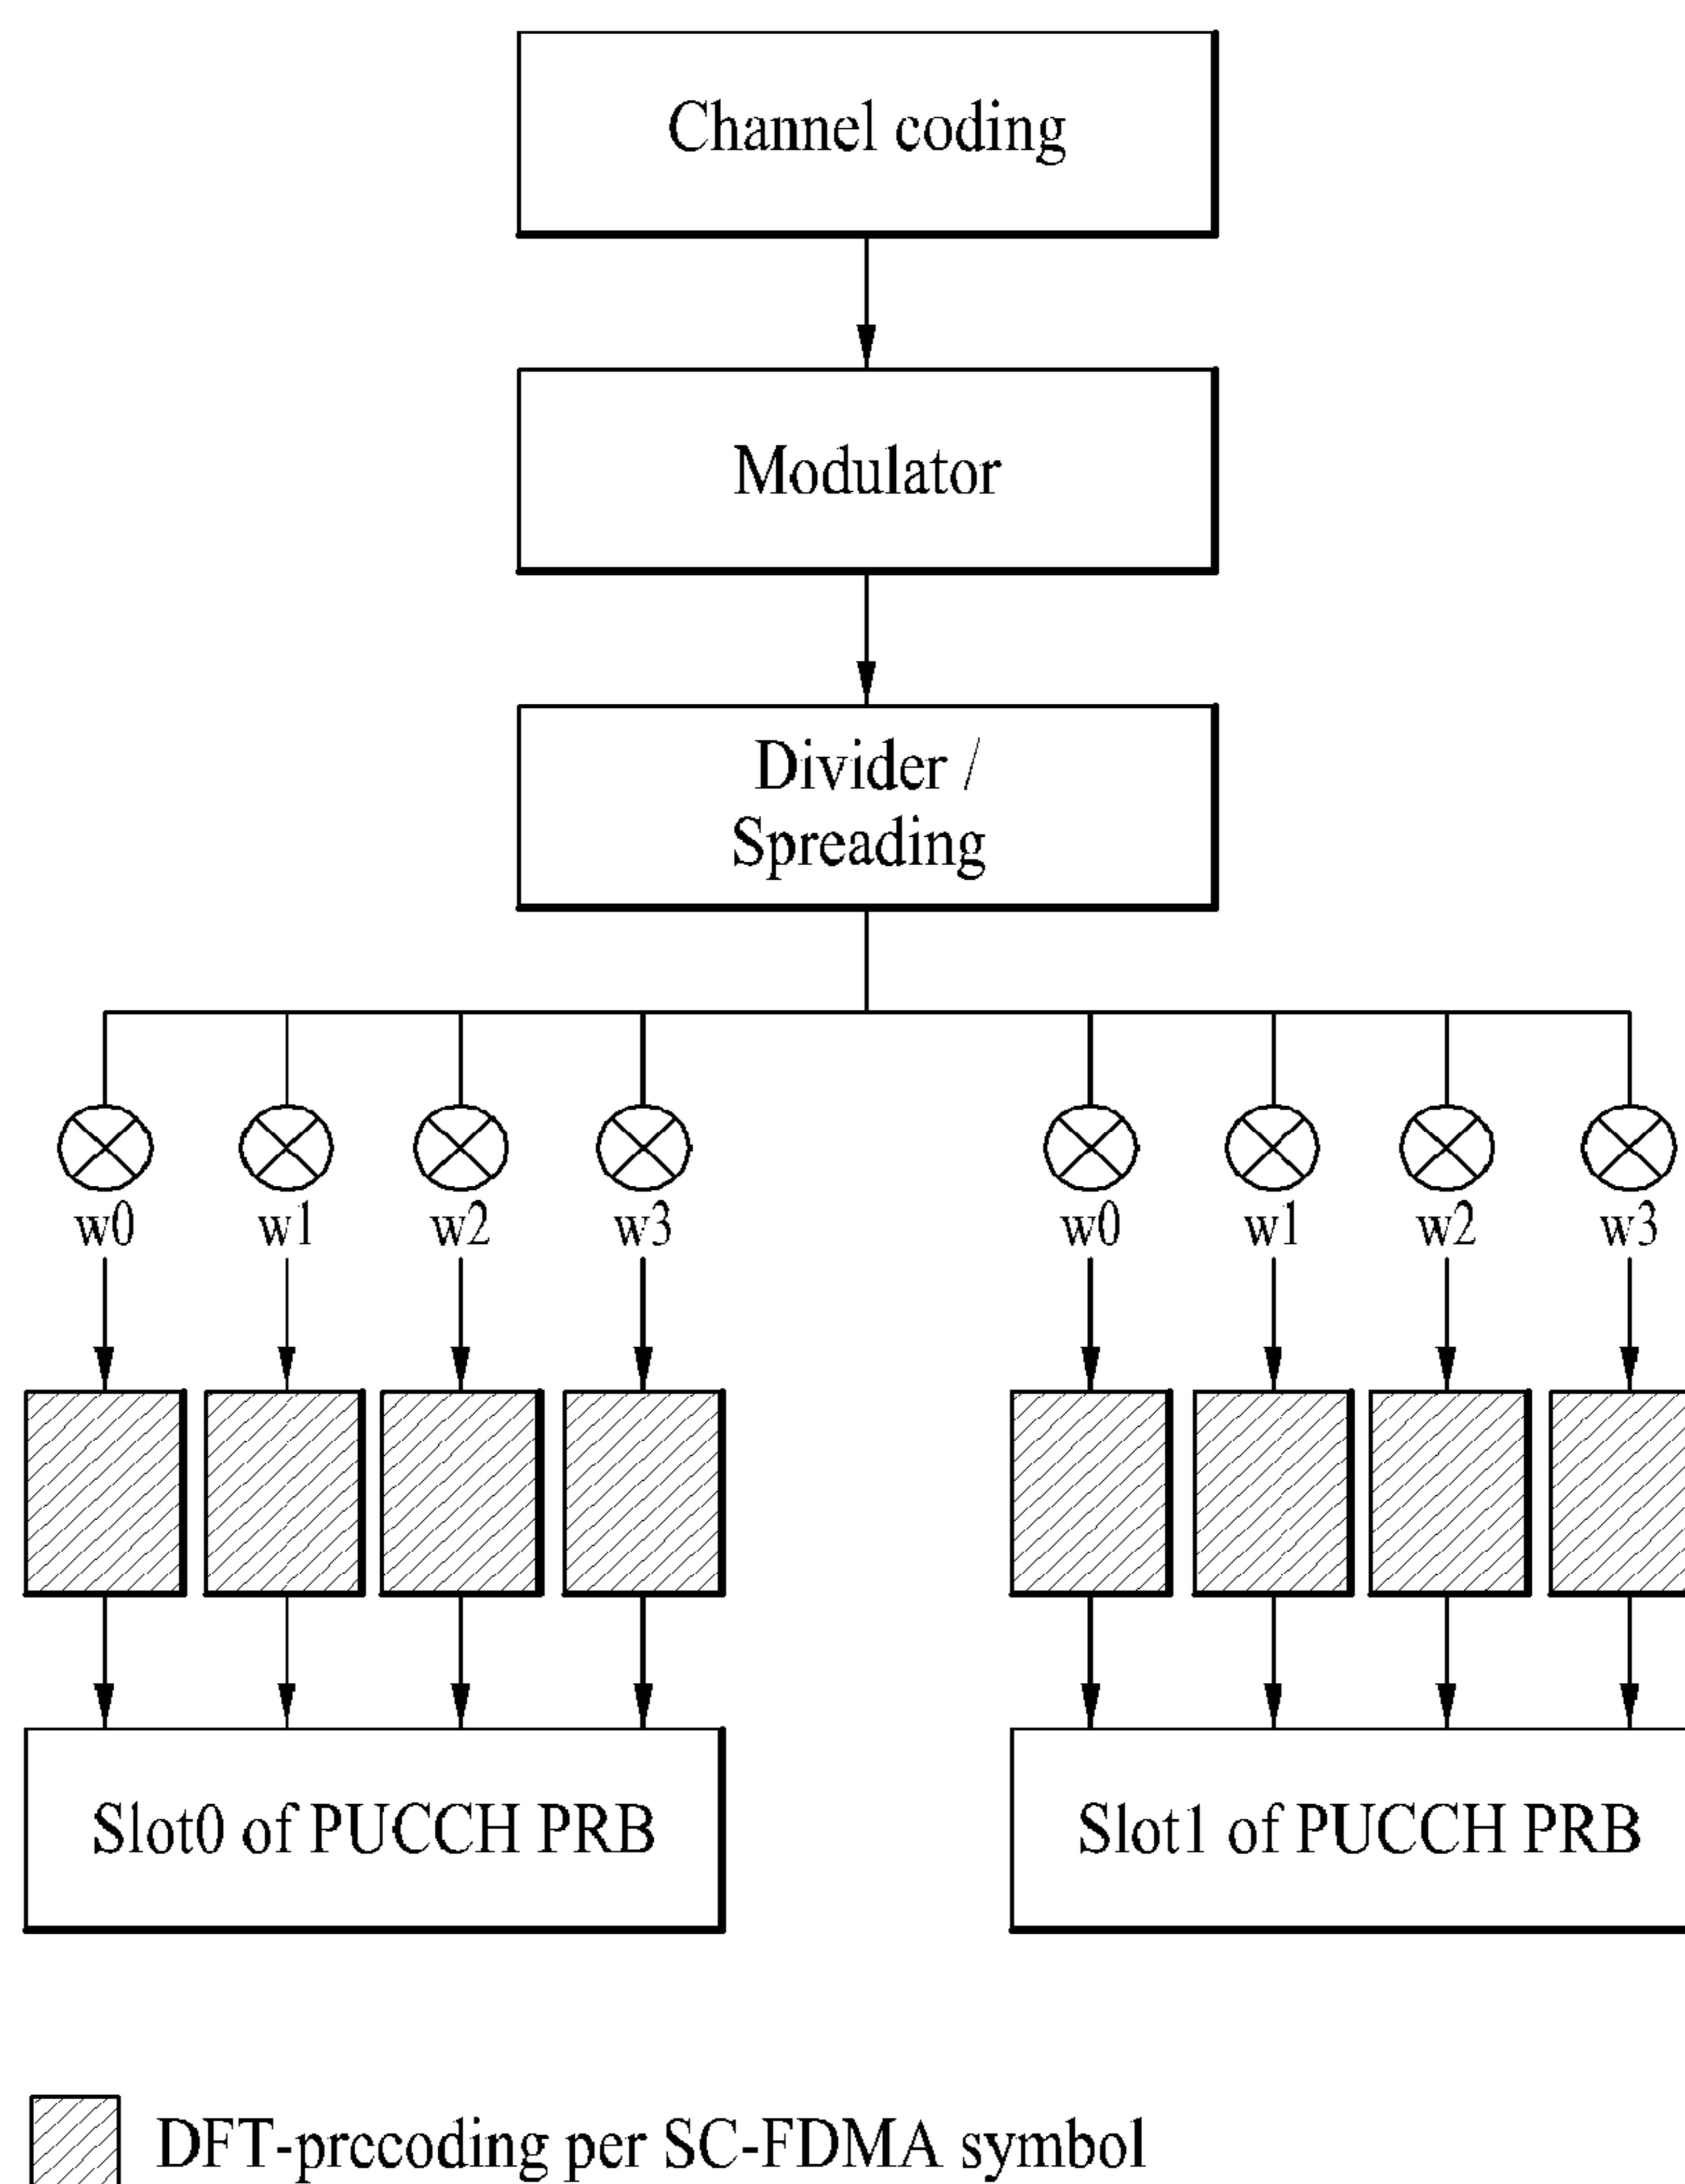 Channel coding
Modulator
Divider /
Spreading
w0 w1 w2 w3 w0 w1 w2 w3
Slot0 of PUCCH PRB Slot1 of PUCCH PRB
DFT-prccoding per SC-FDMA symbol